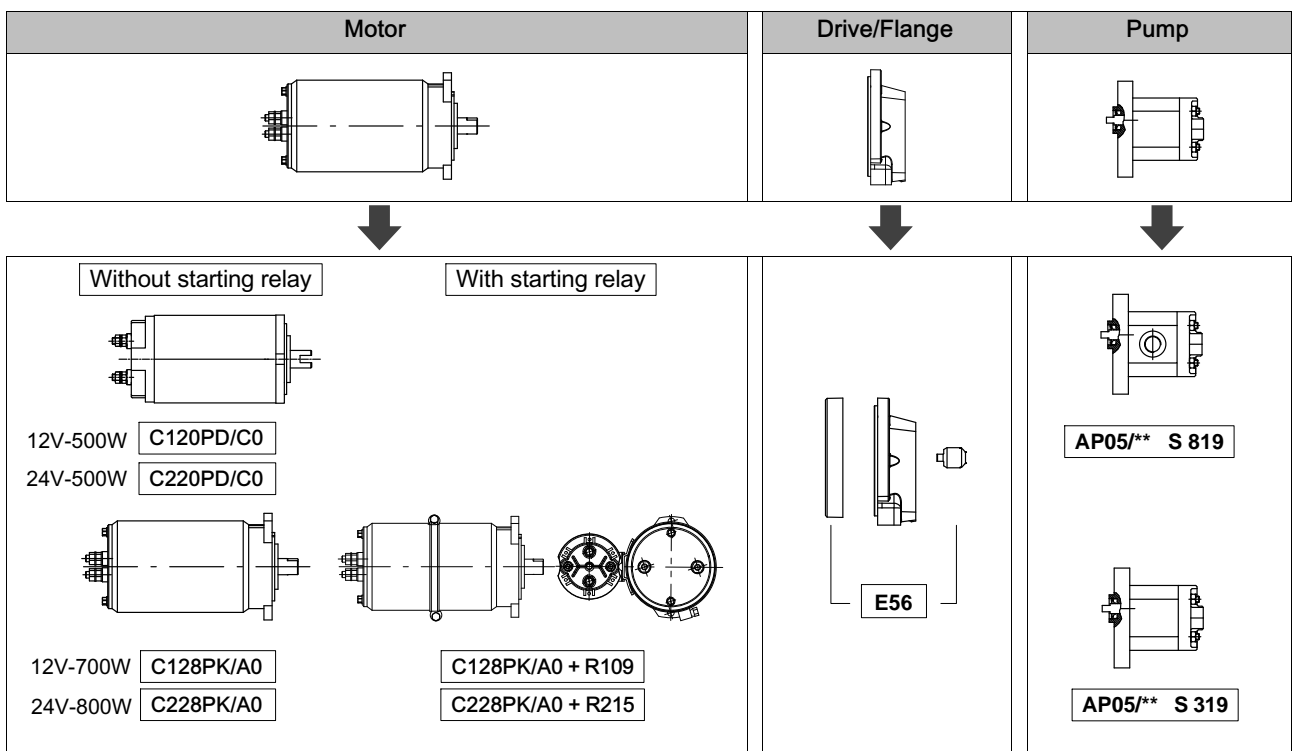 Motor
Drive/Flange
Pump
Without starting relay
With starting relay
12V-500W C120PD/C0
24V-500W C220PD/C0
AP05/** S 819
E56
12V-700W C128PK/A0
C128PK/A0 + R109
24V-800W C228PK/A0
C228PK/A0 + R215
AP05/** S 319